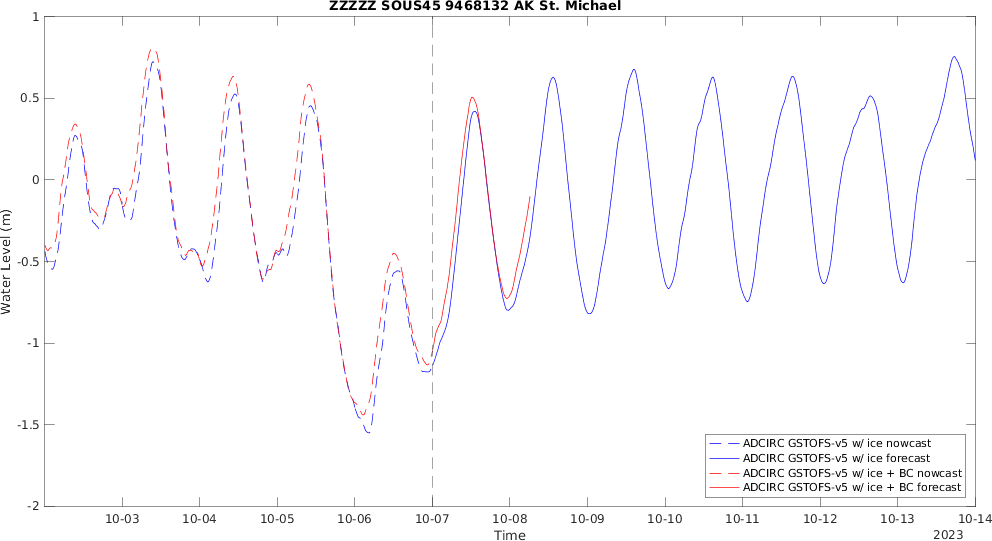 ZZZZZ SOUS45 9468132 AK St. Michael
1
0.5
0
-0.5
-1
-1.5
-2
Water Level (m)
10-03 10-04 10-05 10-06 10-07 10-08 10-09 10-10 10-11 10-12 10-13 10-14
2023
Time
ADCIRC GSTOFS-v5 w/ ice nowcast
ADCIRC GSTOFS-v5 w/ ice forecast
ADCIRC GSTOFS-v5 w/ ice + BC nowcast
ADCIRC GSTOFS-v5 w/ ice + BC forecast